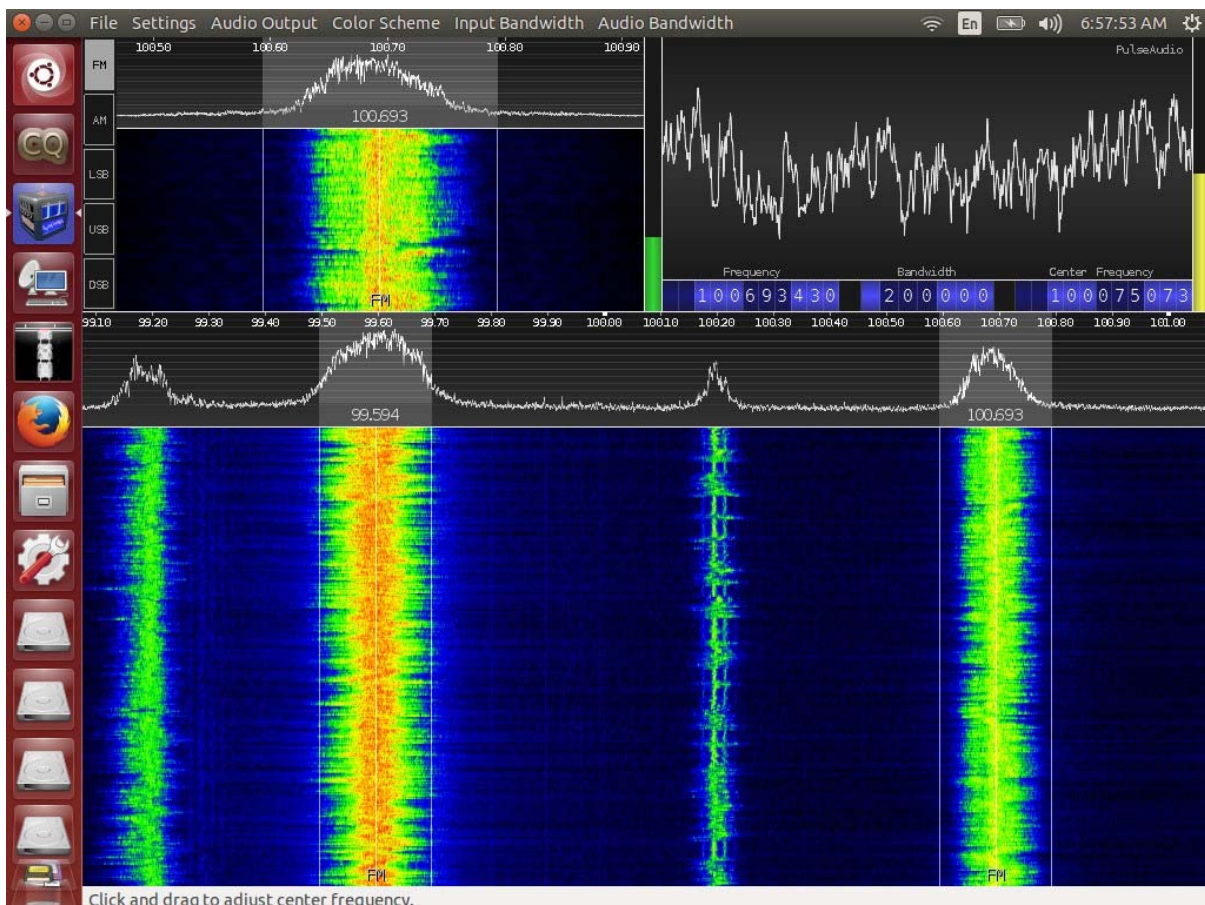 File Settings Audio Output Color Scheme Input Bandwidth Audio Bandwidth En 6:57:53 AM
100.50 100.60 100.70 100.80 100.90
FM
AM
LSB
USB
DSB
100.693
FM
PulseAudio
Frequency Bandwidth Center Frequency
100693430 200000 100075073
99.10 99.20 99.30 99.40 99.50 99.60 99.70 99.80 99.90 100.00 100.10 100.20 100.30 100.40 100.50 100.60 100.70 100.80 100.90 101.00
99.594 100.693
FM FM
CQ
Click and drag to adjust center frequency.